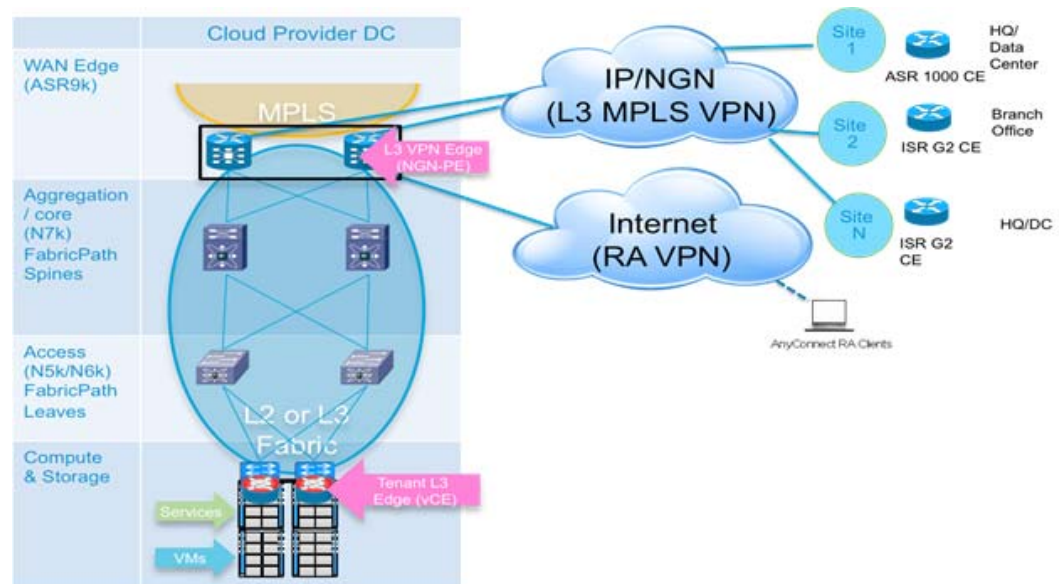 Cloud Provider DC
WAN Edge
(ASR9k)
MPLS
L3 VPN Edge
(NGN-PE)
Aggregation
/ core
(N7k)
FabricPath
Spines
Access
(N5k/N6k)
FabricPath
Leaves
L2 or L3
Fabric
Compute
& Storage
Tenant L3
Edge (vCE)
Services
VMs
IP/NGN
(L3 MPLS VPN)
Internet
(RA VPN)
AnyConnect RA Clients
Site
1
ASR 1000 CE
HQ/
Data
Center
Site
2
ISR G2 CE
Branch
Office
Site
N
ISR G2
CE
HQ/DC